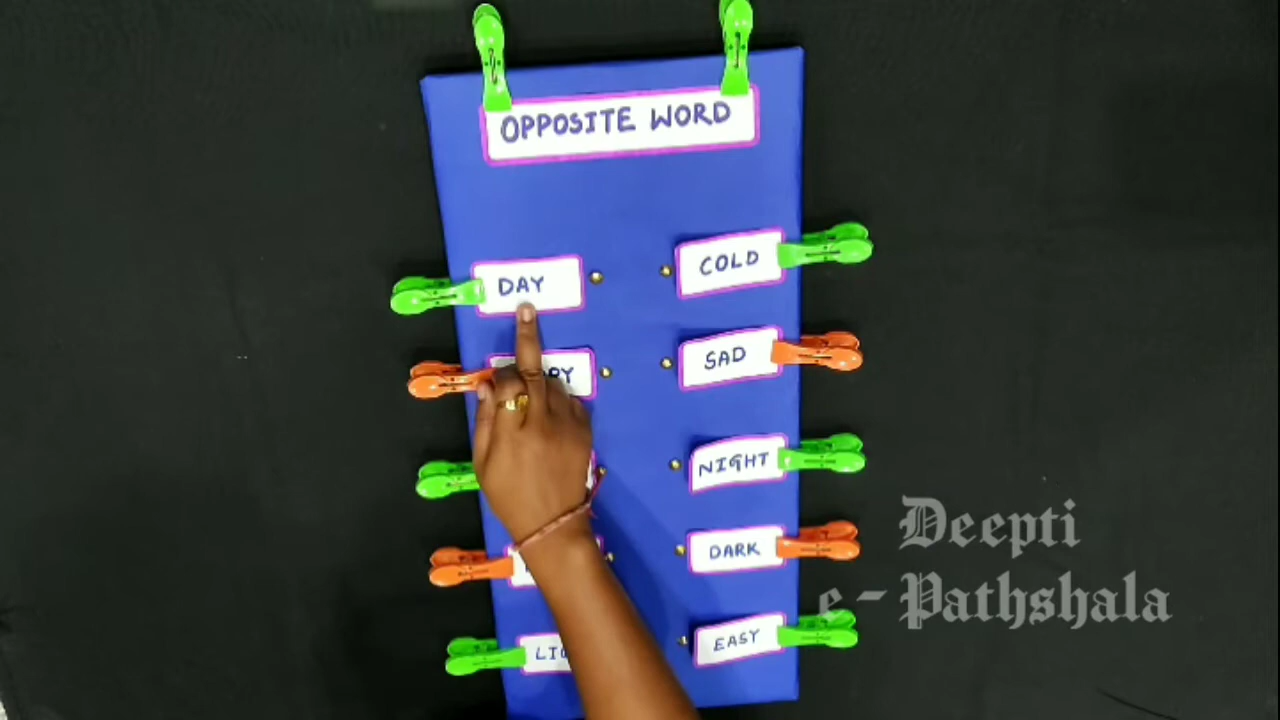 OPPOSITE WORD
DAY
COLD
SAD
NIGHT
DARK
EASY
Deepti
e-Pathshala